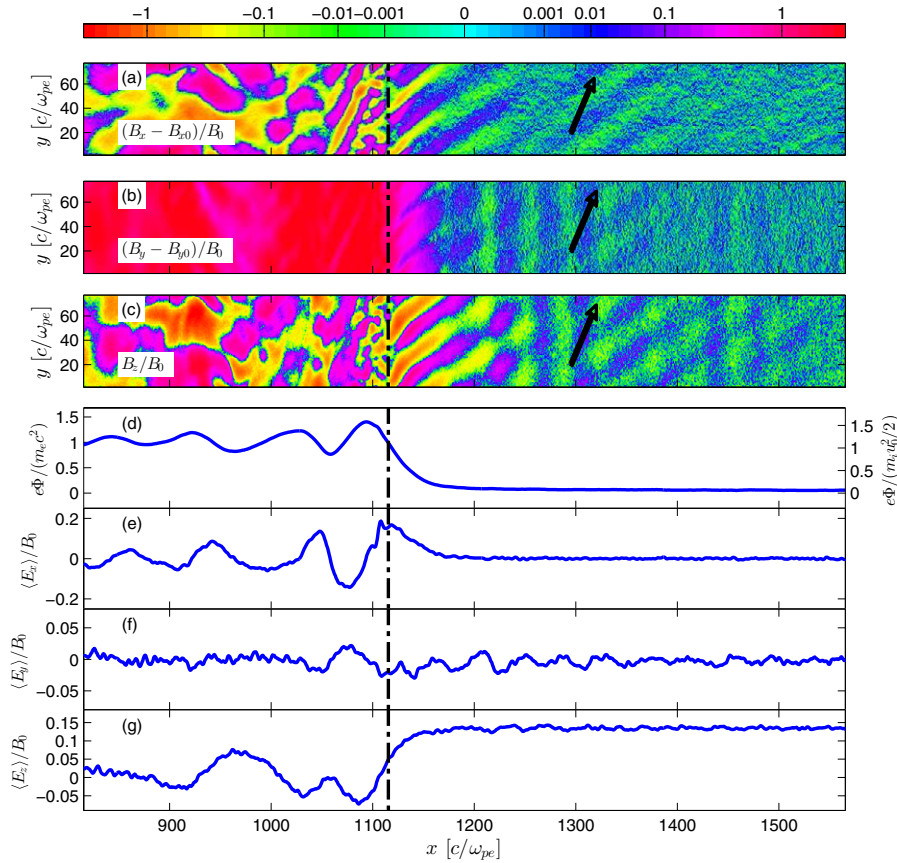 -1 -0.1 -0.01 -0.001 0 0.001 0.01 0.1 1
(a)
60
40
20
y [c/ω_pe]
(B_x − B_x0)/B_0
(b)
60
40
20
y [c/ω_pe]
(B_y − B_y0)/B_0
(c)
60
40
20
y [c/ω_pe]
B_z/B_0
(d)
1.5
1
0.5
0
eΦ/(m_e c²)
1.5
1
0.5
0
eΦ/(m_i u_0²/2)
(e)
0.2
0
-0.2
⟨E_x⟩/B_0
(f)
0.05
0
-0.05
⟨E_y⟩/B_0
(g)
0.15
0.1
0.05
0
-0.05
⟨E_z⟩/B_0
900 1000 1100 1200 1300 1400 1500
x [c/ω_pe]